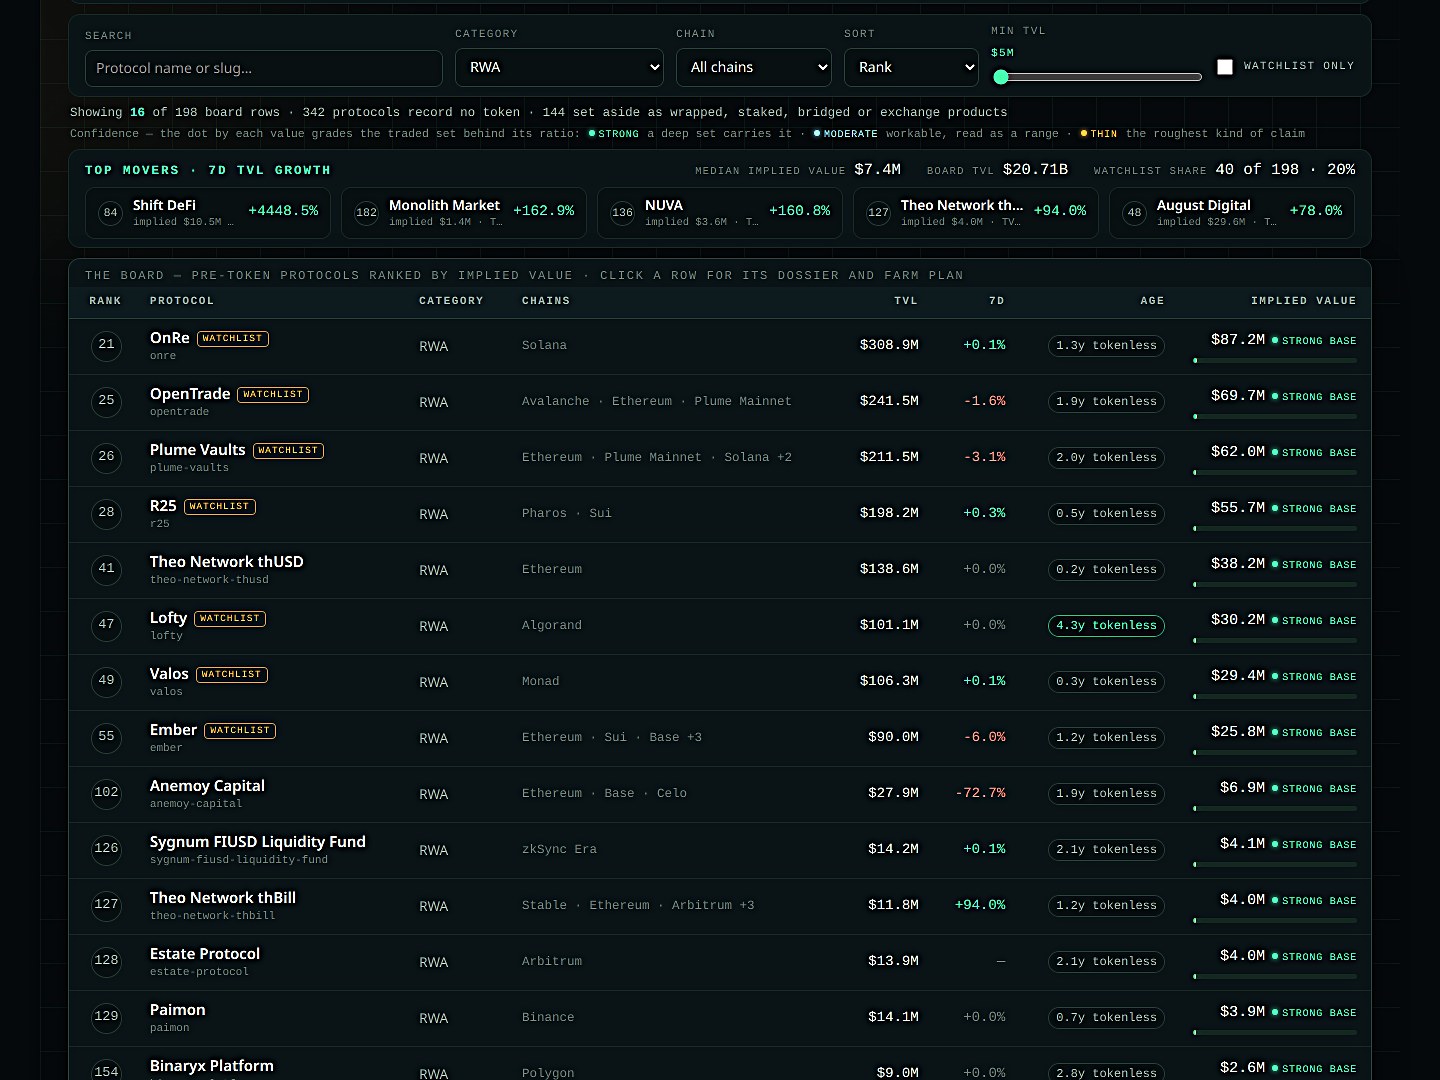 SEARCH
CATEGORY
CHAIN
SORT
MIN TVL
$5M
Protocol name or slug...
RWA
All chains
Rank
WATCHLIST ONLY
Showing 16 of 198 board rows · 342 protocols record no token · 144 set aside as wrapped, staked, bridged or exchange products
Confidence — the dot by each value grades the traded set behind its ratio: STRONG a deep set carries it · MODERATE workable, read as a range · THIN the roughest kind of claim
TOP MOVERS · 7D TVL GROWTH
MEDIAN IMPLIED VALUE $7.4M BOARD TVL $20.71B WATCHLIST SHARE 40 of 198 · 20%
84 Shift DeFi +4448.5%
implied $10.5M …
182 Monolith Market +162.9%
implied $1.4M · T…
136 NUVA +160.8%
implied $3.6M · T…
127 Theo Network th… +94.0%
implied $4.0M · TV…
48 August Digital +78.0%
implied $29.6M · T…
THE BOARD — PRE-TOKEN PROTOCOLS RANKED BY IMPLIED VALUE · CLICK A ROW FOR ITS DOSSIER AND FARM PLAN
RANK PROTOCOL CATEGORY CHAINS TVL 7D AGE IMPLIED VALUE
21 OnRe WATCHLIST RWA Solana $308.9M +0.1% 1.3y tokenless $87.2M STRONG BASE
onre
25 OpenTrade WATCHLIST RWA Avalanche · Ethereum · Plume Mainnet $241.5M -1.6% 1.9y tokenless $69.7M STRONG BASE
opentrade
26 Plume Vaults WATCHLIST RWA Ethereum · Plume Mainnet · Solana +2 $211.5M -3.1% 2.0y tokenless $62.0M STRONG BASE
plume-vaults
28 R25 WATCHLIST RWA Pharos · Sui $198.2M +0.3% 0.5y tokenless $55.7M STRONG BASE
r25
41 Theo Network thUSD RWA Ethereum $138.6M +0.0% 0.2y tokenless $38.2M STRONG BASE
theo-network-thusd
47 Lofty WATCHLIST RWA Algorand $101.1M +0.0% 4.3y tokenless $30.2M STRONG BASE
lofty
49 Valos WATCHLIST RWA Monad $106.3M +0.1% 0.3y tokenless $29.4M STRONG BASE
valos
55 Ember WATCHLIST RWA Ethereum · Sui · Base +3 $90.0M -6.0% 1.2y tokenless $25.8M STRONG BASE
ember
102 Anemoy Capital RWA Ethereum · Base · Celo $27.9M -72.7% 1.9y tokenless $6.9M STRONG BASE
anemoy-capital
126 Sygnum FIUSD Liquidity Fund RWA zkSync Era $14.2M +0.1% 2.1y tokenless $4.1M STRONG BASE
sygnum-fiusd-liquidity-fund
127 Theo Network thBill RWA Stable · Ethereum · Arbitrum +3 $11.8M +94.0% 1.2y tokenless $4.0M STRONG BASE
theo-network-thbill
128 Estate Protocol RWA Arbitrum $13.9M — 2.1y tokenless $4.0M STRONG BASE
estate-protocol
129 Paimon RWA Binance $14.1M +0.0% 0.7y tokenless $3.9M STRONG BASE
paimon
154 Binaryx Platform RWA Polygon $9.0M +0.0% 2.8y tokenless $2.6M STRONG BASE